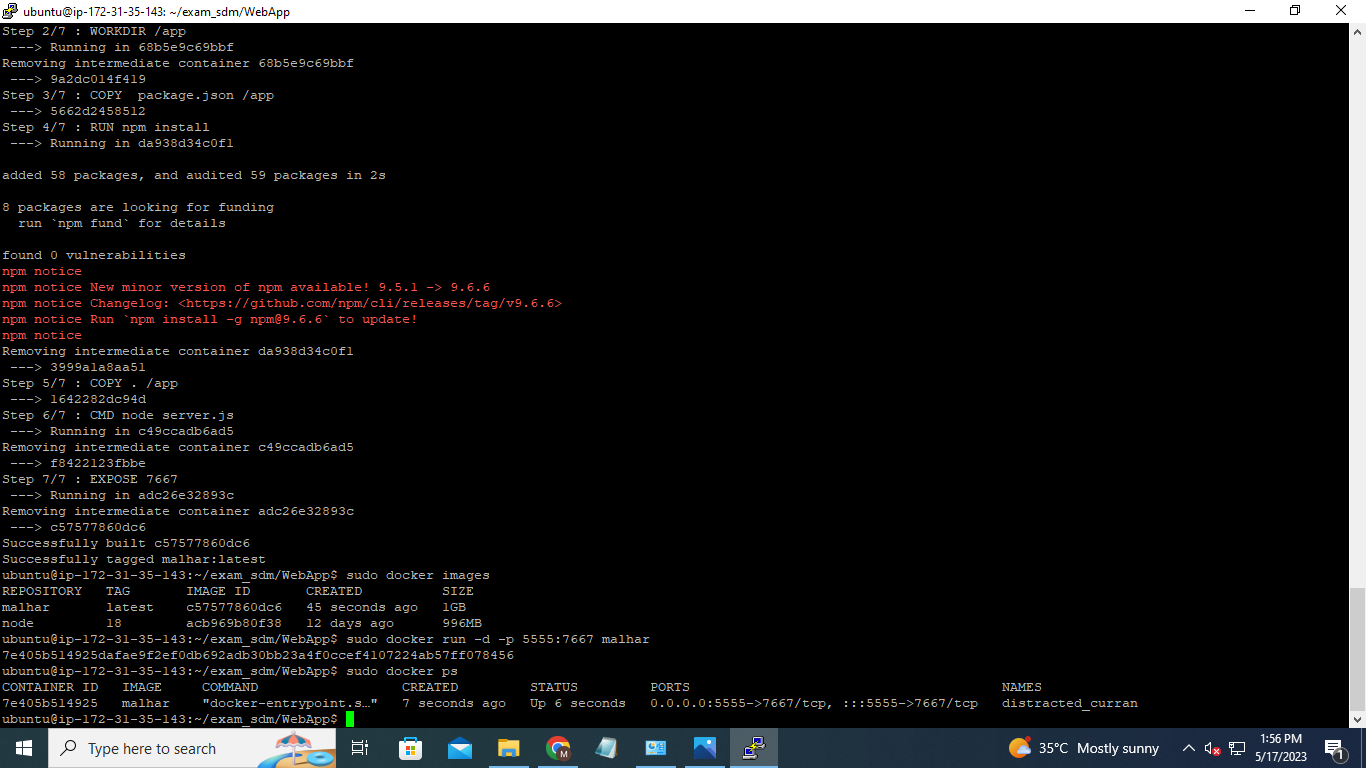 ubuntu@ip-172-31-35-143: ~/exam_sdm/WebApp
Step 2/7 : WORKDIR /app
 ---> Running in 68b5e9c69bbf
Removing intermediate container 68b5e9c69bbf
 ---> 9a2dc014f419
Step 3/7 : COPY  package.json /app
 ---> 5662d2458512
Step 4/7 : RUN npm install
 ---> Running in da938d34c0f1
added 58 packages, and audited 59 packages in 2s
8 packages are looking for funding
  run `npm fund` for details
found 0 vulnerabilities
npm notice
npm notice New minor version of npm available! 9.5.1 -> 9.6.6
npm notice Changelog: <https://github.com/npm/cli/releases/tag/v9.6.6>
npm notice Run `npm install -g npm@9.6.6` to update!
npm notice
Removing intermediate container da938d34c0f1
 ---> 3999a1a8aa51
Step 5/7 : COPY . /app
 ---> 1642282dc94d
Step 6/7 : CMD node server.js
 ---> Running in c49ccadb6ad5
Removing intermediate container c49ccadb6ad5
 ---> f8422123fbbe
Step 7/7 : EXPOSE 7667
 ---> Running in adc26e32893c
Removing intermediate container adc26e32893c
 ---> c57577860dc6
Successfully built c57577860dc6
Successfully tagged malhar:latest
ubuntu@ip-172-31-35-143:~/exam_sdm/WebApp$ sudo docker images
REPOSITORY   TAG       IMAGE ID       CREATED          SIZE
malhar       latest    c57577860dc6   45 seconds ago   1GB
node         18        acb969b80f38   12 days ago      996MB
ubuntu@ip-172-31-35-143:~/exam_sdm/WebApp$ sudo docker run -d -p 5555:7667 malhar
7e405b514925dafae9f2ef0db692adb30bb23a4f0ccef4107224ab57ff078456
ubuntu@ip-172-31-35-143:~/exam_sdm/WebApp$ sudo docker ps
CONTAINER ID   IMAGE     COMMAND                  CREATED         STATUS         PORTS                                       NAMES
7e405b514925   malhar    "docker-entrypoint.s…"   7 seconds ago   Up 6 seconds   0.0.0.0:5555->7667/tcp, :::5555->7667/tcp   distracted_curran
ubuntu@ip-172-31-35-143:~/exam_sdm/WebApp$
Type here to search
35°C Mostly sunny
1:56 PM
5/17/2023
1